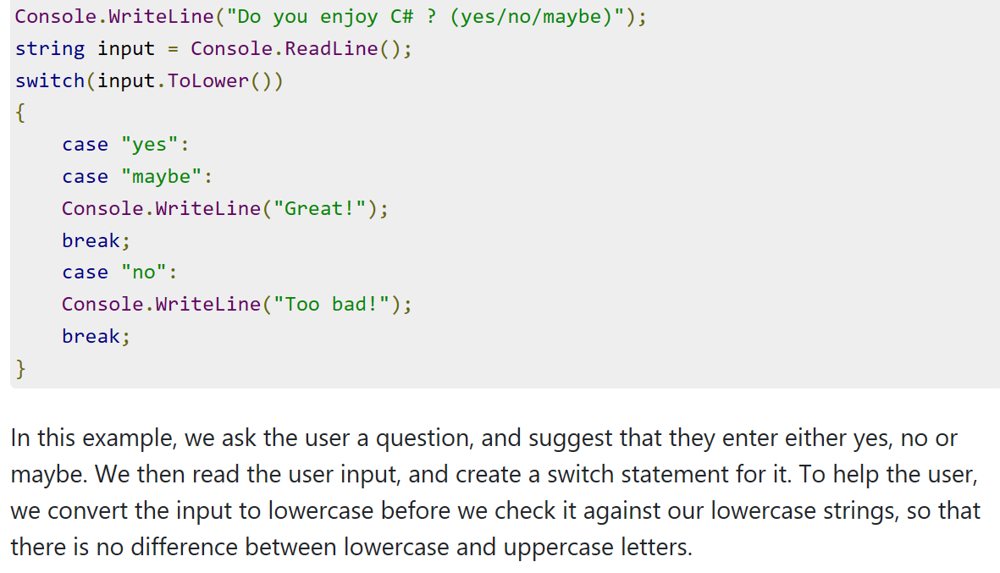 Console.WriteLine("Do you enjoy C# ? (yes/no/maybe)");
string input = Console.ReadLine();
switch(input.ToLower())
{
    case "yes":
    case "maybe":
    Console.WriteLine("Great!");
    break;
    case "no":
    Console.WriteLine("Too bad!");
    break;
}
In this example, we ask the user a question, and suggest that they enter either yes, no or
maybe. We then read the user input, and create a switch statement for it. To help the user,
we convert the input to lowercase before we check it against our lowercase strings, so that
there is no difference between lowercase and uppercase letters.